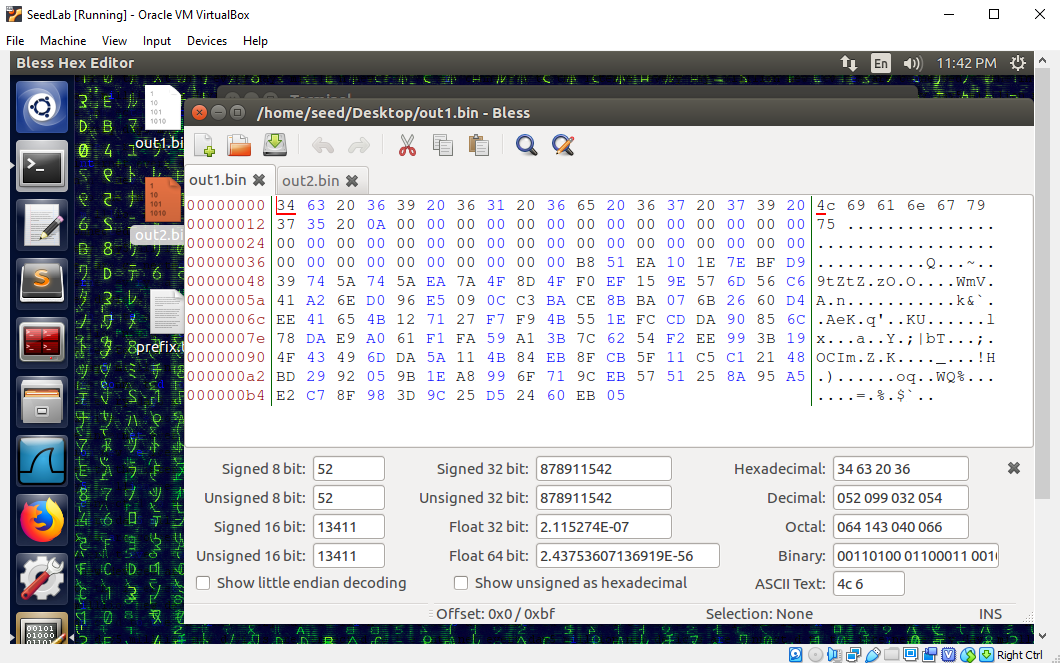 SeedLab [Running] - Oracle VM VirtualBox
File Machine View Input Devices Help
Bless Hex Editor
En
11:42 PM
Terminal
/home/seed/Desktop/out1.bin - Bless
out1.bin out2.bin
00000000 34 63 20 36 39 20 36 31 20 36 65 20 36 37 20 37 39 20 4c 69 61 6e 67 79
00000012 37 35 20 0A 00 00 00 00 00 00 00 00 00 00 00 00 00 00 75 ...............
00000024 00 00 00 00 00 00 00 00 00 00 00 00 00 00 00 00 00 00 ..................
00000036 00 00 00 00 00 00 00 00 00 00 B8 51 EA 10 1E 7E BF D9 ...........Q...~..
00000048 39 74 5A 74 5A EA 7A 4F 8D 4F F0 EF 15 9E 57 6D 56 C6 9tZtZ.zO.O....WmV.
0000005a 41 A2 6E D0 96 E5 09 0C C3 BA CE 8B BA 07 6B 26 60 D4 A.n...........k&`.
0000006c EE 41 65 4B 12 71 27 F7 F9 4B 55 1E FC CD DA 90 85 6C .AeK.q'..KU......l
0000007e 78 DA E9 A0 61 F1 FA 59 A1 3B 7C 62 54 F2 EE 99 3B 19 x...a..Y.;|bT...;.
00000090 4F 43 49 6D DA 5A 11 4B 84 EB 8F CB 5F 11 C5 C1 21 48 OCIm.Z.K...._...!H
000000a2 BD 29 92 05 9B 1E A8 99 6F 71 9C EB 57 51 25 8A 95 A5 .)......oq..WQ%...
000000b4 E2 C7 8F 98 3D 9C 25 D5 24 60 EB 05 ....=.%.$`..
Signed 8 bit: 52 Signed 32 bit: 878911542 Hexadecimal: 34 63 20 36
Unsigned 8 bit: 52 Unsigned 32 bit: 878911542 Decimal: 052 099 032 054
Signed 16 bit: 13411 Float 32 bit: 2.115274E-07 Octal: 064 143 040 066
Unsigned 16 bit: 13411 Float 64 bit: 2.43753607136919E-56 Binary: 00110100 01100011 001
Show little endian decoding Show unsigned as hexadecimal ASCII Text: 4c 6
Offset: 0x0 / 0xbf Selection: None INS
out1.bi
out2.bi
prefix.
Right Ctrl